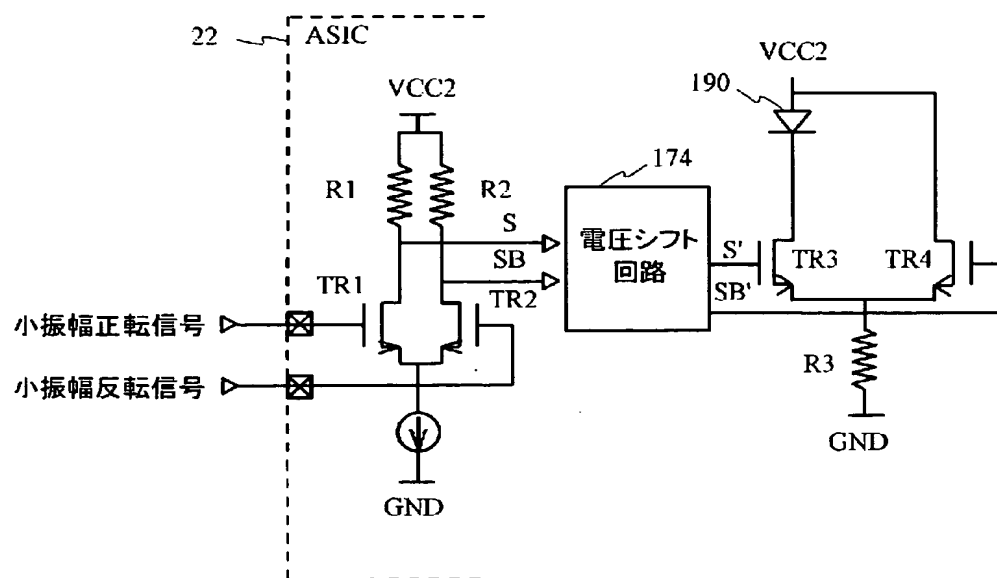 22
ASIC
VCC2
R1
R2
S
SB
TR1
TR2
小振幅正転信号
小振幅反転信号
GND
174
電圧シフト
回路
S'
SB'
190
VCC2
TR3
TR4
R3
GND